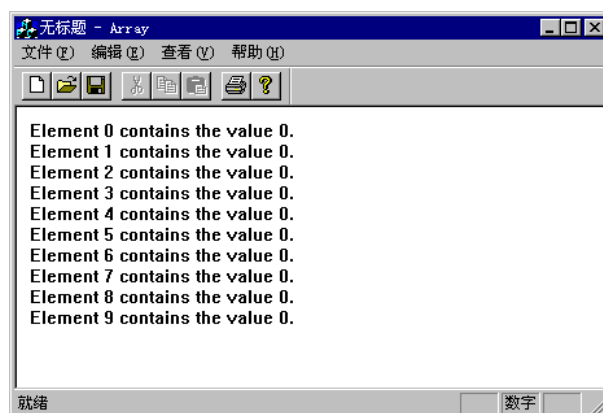 无标题 - Array
文件(F) 编辑(E) 查看(V) 帮助(H)
Element 0 contains the value 0.
Element 1 contains the value 0.
Element 2 contains the value 0.
Element 3 contains the value 0.
Element 4 contains the value 0.
Element 5 contains the value 0.
Element 6 contains the value 0.
Element 7 contains the value 0.
Element 8 contains the value 0.
Element 9 contains the value 0.
就绪 数字